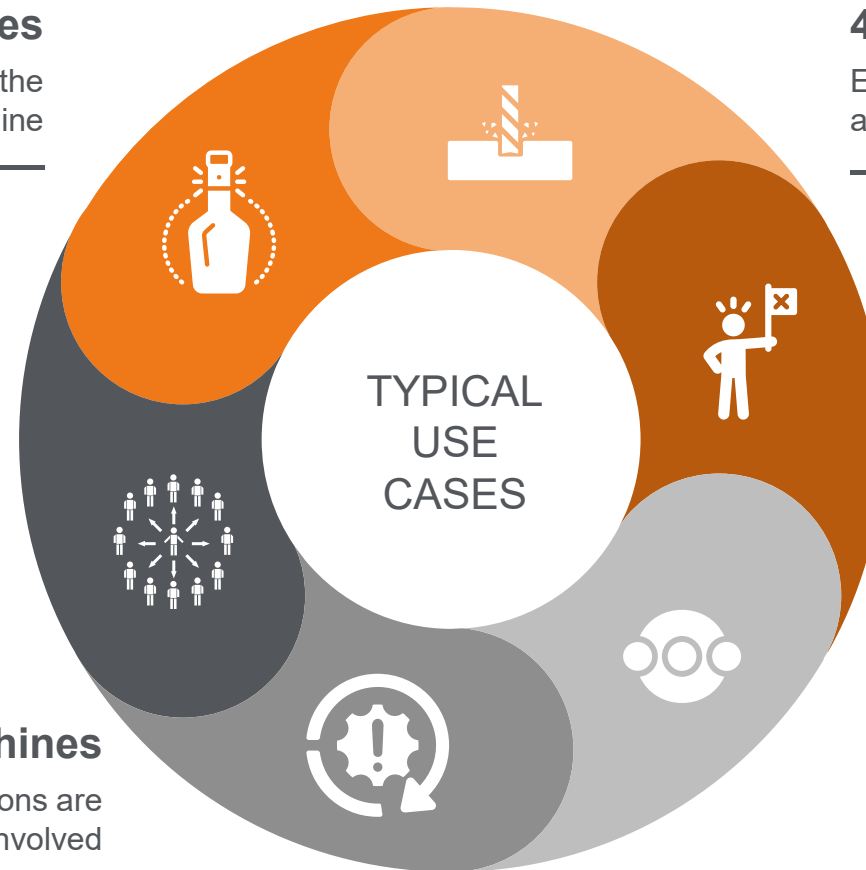 es
the
ine
4
E
a
TYPICAL
USE
CASES
hines
ons are
nvolved